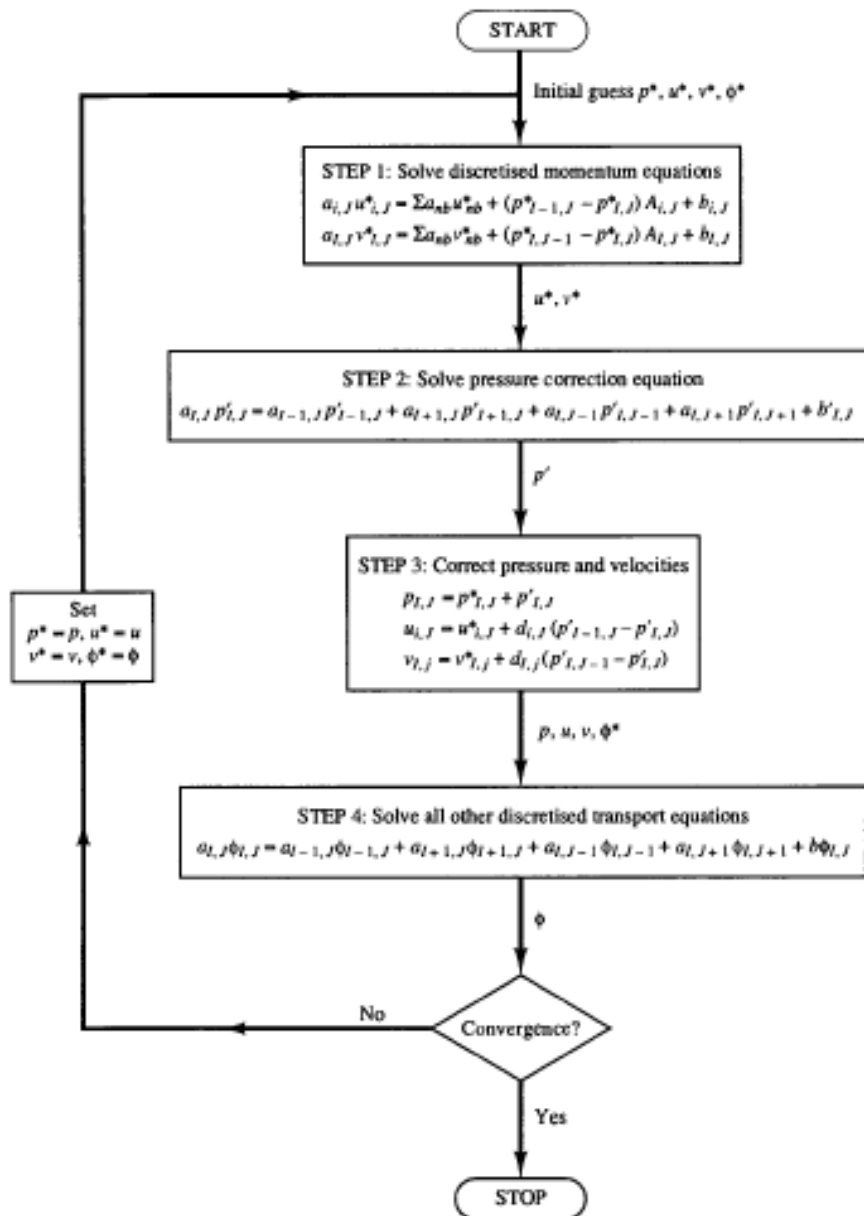 START
Initial guess p*, u*, v*, ϕ*
STEP 1: Solve discretised momentum equations
a_{i,J} u*_{i,J} = Σa_{nb} u*_{nb} + (p*_{I−1,J} − p*_{I,J}) A_{i,J} + b_{i,J}
a_{I,J} v*_{I,J} = Σa_{nb} v*_{nb} + (p*_{I,J−1} − p*_{I,J}) A_{I,J} + b_{I,J}
u*, v*
STEP 2: Solve pressure correction equation
a_{I,J} p′_{I,J} = a_{I−1,J} p′_{I−1,J} + a_{I+1,J} p′_{I+1,J} + a_{I,J−1} p′_{I,J−1} + a_{I,J+1} p′_{I,J+1} + b′_{I,J}
p′
STEP 3: Correct pressure and velocities
p_{I,J} = p*_{I,J} + p′_{I,J}
u_{i,J} = u*_{i,J} + d_{i,J} (p′_{I−1,J} − p′_{I,J})
v_{I,j} = v*_{I,j} + d_{I,j} (p′_{I,J−1} − p′_{I,J})
Set
p* = p, u* = u
v* = v, ϕ* = ϕ
p, u, v, ϕ*
STEP 4: Solve all other discretised transport equations
a_{I,J} ϕ_{I,J} = a_{I−1,J} ϕ_{I−1,J} + a_{I+1,J} ϕ_{I+1,J} + a_{I,J−1} ϕ_{I,J−1} + a_{I,J+1} ϕ_{I,J+1} + bϕ_{I,J}
ϕ
No
Convergence?
Yes
STOP